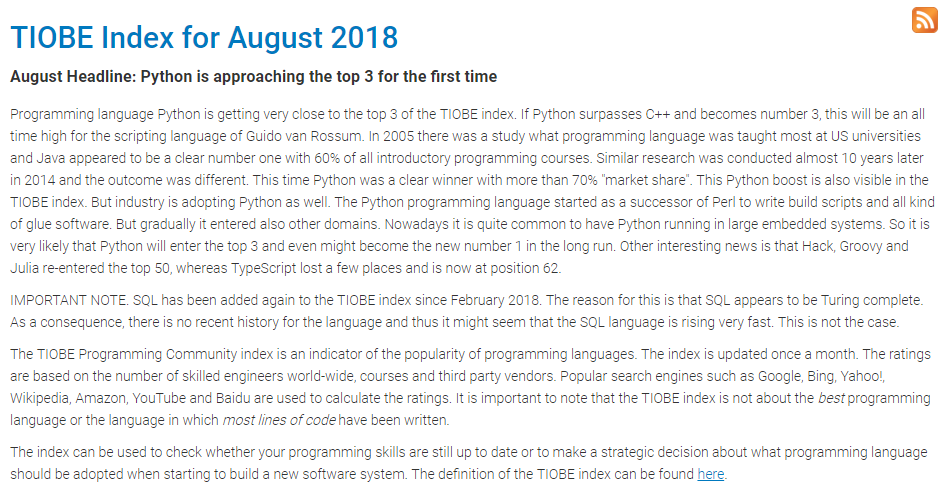 TIOBE Index for August 2018
August Headline: Python is approaching the top 3 for the first time
Programming language Python is getting very close to the top 3 of the TIOBE index. If Python surpasses C++ and becomes number 3, this will be an all
time high for the scripting language of Guido van Rossum. In 2005 there was a study what programming language was taught most at US universities
and Java appeared to be a clear number one with 60% of all introductory programming courses. Similar research was conducted almost 10 years later
in 2014 and the outcome was different. This time Python was a clear winner with more than 70% "market share". This Python boost is also visible in the
TIOBE index. But industry is adopting Python as well. The Python programming language started as a successor of Perl to write build scripts and all kind
of glue software. But gradually it entered also other domains. Nowadays it is quite common to have Python running in large embedded systems. So it is
very likely that Python will enter the top 3 and even might become the new number 1 in the long run. Other interesting news is that Hack, Groovy and
Julia re-entered the top 50, whereas TypeScript lost a few places and is now at position 62.
IMPORTANT NOTE. SQL has been added again to the TIOBE index since February 2018. The reason for this is that SQL appears to be Turing complete.
As a consequence, there is no recent history for the language and thus it might seem that the SQL language is rising very fast. This is not the case.
The TIOBE Programming Community index is an indicator of the popularity of programming languages. The index is updated once a month. The ratings
are based on the number of skilled engineers world-wide, courses and third party vendors. Popular search engines such as Google, Bing, Yahoo!,
Wikipedia, Amazon, YouTube and Baidu are used to calculate the ratings. It is important to note that the TIOBE index is not about the best programming
language or the language in which most lines of code have been written.
The index can be used to check whether your programming skills are still up to date or to make a strategic decision about what programming language
should be adopted when starting to build a new software system. The definition of the TIOBE index can be found here.